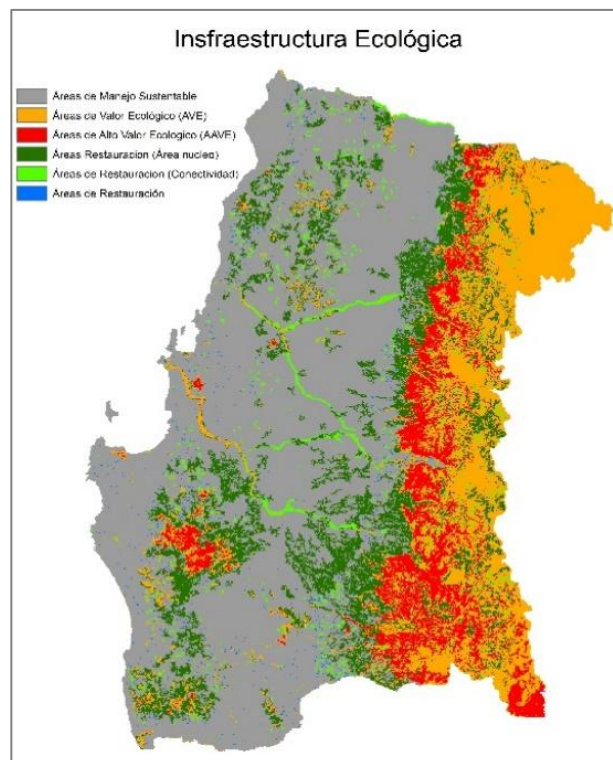 Insfraestructura Ecológica
Áreas de Manejo Sustentable
Áreas de Valor Ecológico (AVE)
Áreas de Alto Valor Ecologico (AAVE)
Áreas Restauracion (Área nucleo)
Áreas de Restauracion (Conectividad)
Áreas de Restauración